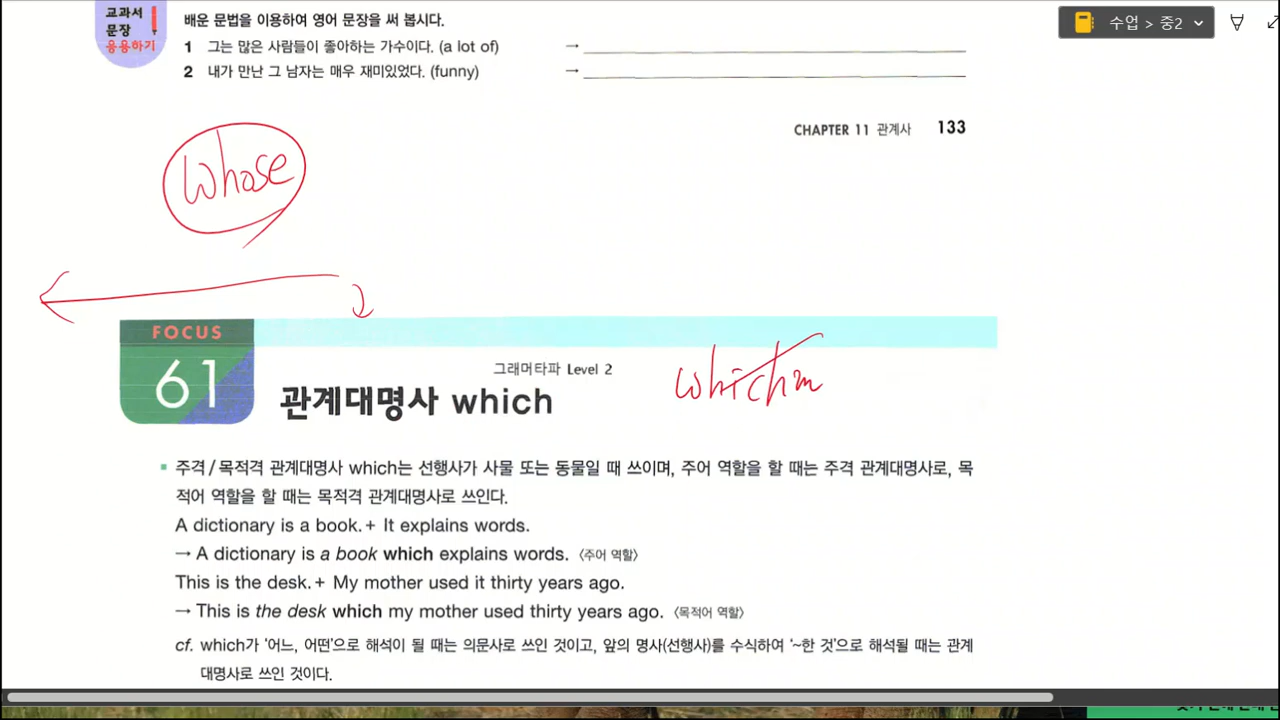 수업 > 중2
교과서
문장
응용하기
배운 문법을 이용하여 영어 문장을 써 봅시다.
1 그는 많은 사람들이 좋아하는 가수이다. (a lot of) →
2 내가 만난 그 남자는 매우 재미있었다. (funny) →
CHAPTER 11 관계사 133
whose
FOCUS
61
그래머타파 Level 2
관계대명사 which
whichm
▪ 주격/목적격 관계대명사 which는 선행사가 사물 또는 동물일 때 쓰이며, 주어 역할을 할 때는 주격 관계대명사로, 목
적어 역할을 할 때는 목적격 관계대명사로 쓰인다.
A dictionary is a book. + It explains words.
→ A dictionary is a book which explains words. 〈주어 역할〉
This is the desk. + My mother used it thirty years ago.
→ This is the desk which my mother used thirty years ago. 〈목적어 역할〉
cf. which가 '어느, 어떤'으로 해석이 될 때는 의문사로 쓰인 것이고, 앞의 명사(선행사)를 수식하여 '~한 것'으로 해석될 때는 관계
대명사로 쓰인 것이다.